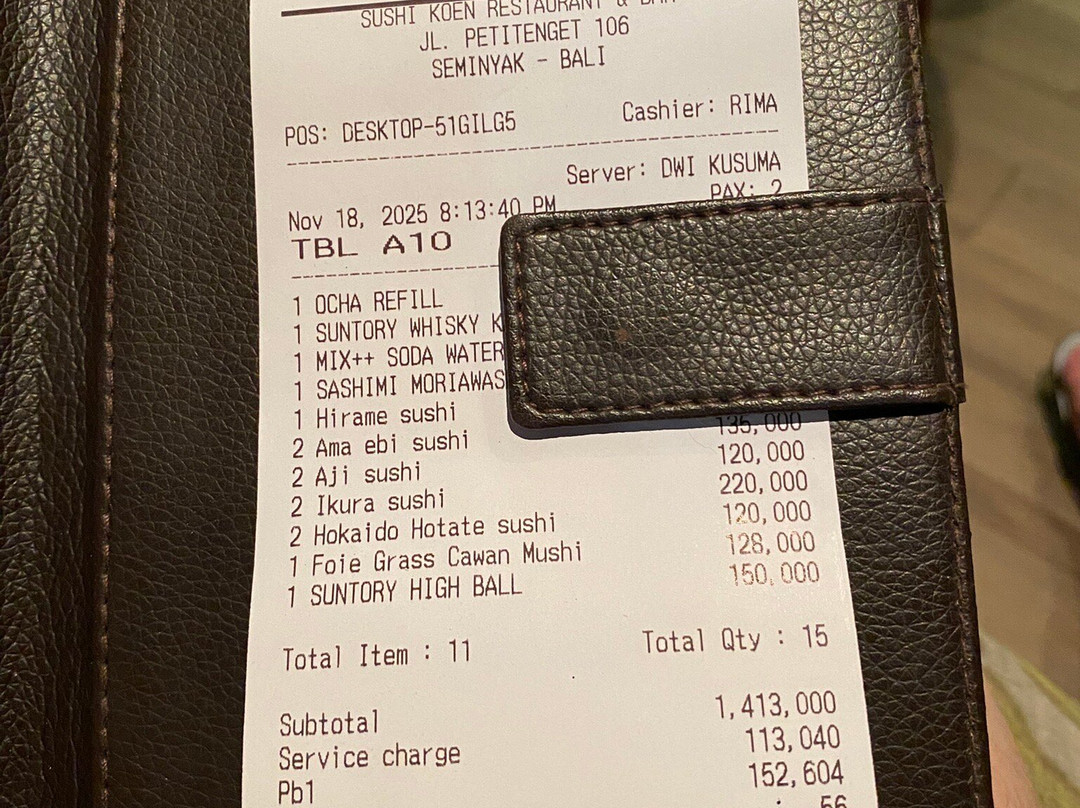 SUSHI KOEN RESTAURANT & BAR
JL. PETITENGET 106
SEMINYAK - BALI
POS: DESKTOP-51GILG5 Cashier: RIMA
Server: DWI KUSUMA
Nov 18, 2025 8:13:40 PM PAX: 2
TBL A10
1 OCHA REFILL
1 SUNTORY WHISKY K
1 MIX++ SODA WATER
1 SASHIMI MORIAWAS
1 Hirame sushi
2 Ama ebi sushi 135,000
2 Aji sushi 120,000
2 Ikura sushi 220,000
2 Hokaido Hotate sushi 120,000
1 Foie Grass Cawan Mushi 128,000
1 SUNTORY HIGH BALL 150,000
Total Item : 11 Total Qty : 15
Subtotal 1,413,000
Service charge 113,040
Pb1 152,604